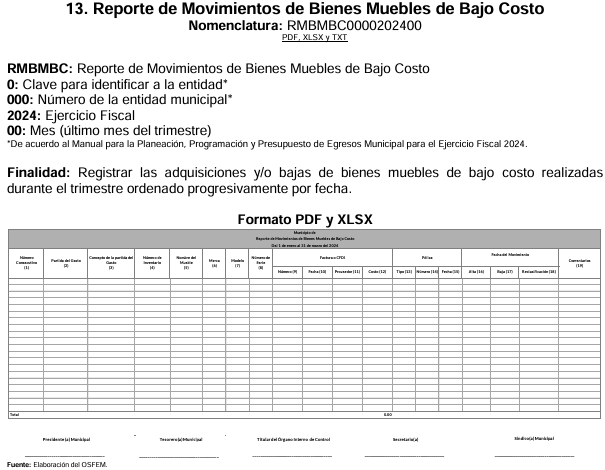 13. Reporte de Movimientos de Bienes Muebles de Bajo Costo
Nomenclatura: RMBMBC0000202400
PDF, XLSX y TXT
RMBMBC: Reporte de Movimientos de Bienes Muebles de Bajo Costo
0: Clave para identificar a la entidad*
000: Número de la entidad municipal*
2024: Ejercicio Fiscal
00: Mes (último mes del trimestre)
*De acuerdo al Manual para la Planeación, Programación y Presupuesto de Egresos Municipal para el Ejercicio Fiscal 2024.
Finalidad: Registrar las adquisiciones y/o bajas de bienes muebles de bajo costo realizadas
durante el trimestre ordenado progresivamente por fecha.
Formato PDF y XLSX
Municipio de
Reporte de Movimientos de Bienes Muebles de Bajo Costo
Del 1 de enero al 31 de marzo del 2024
Número Consecutivo (1) Partida del Gasto (2) Concepto de la partida del Gasto (3) Número de Inventario (4) Nombre del Mueble (5) Marca (6) Modelo (7) Número de Serie (8) Factura o CFDI Póliza Fecha del Movimiento Comentarios (19)
Número (9) Fecha (10) Proveedor (11) Costo (12) Tipo (13) Número (14) Fecha (15) Alta (16) Baja (17) Reclasificación (18)
Total 0.00
Presidente(a) Municipal Tesorero(a) Municipal Titular del Órgano Interno de Control Secretario(a) Síndico(a) Municipal
Fuente: Elaboración del OSFEM.